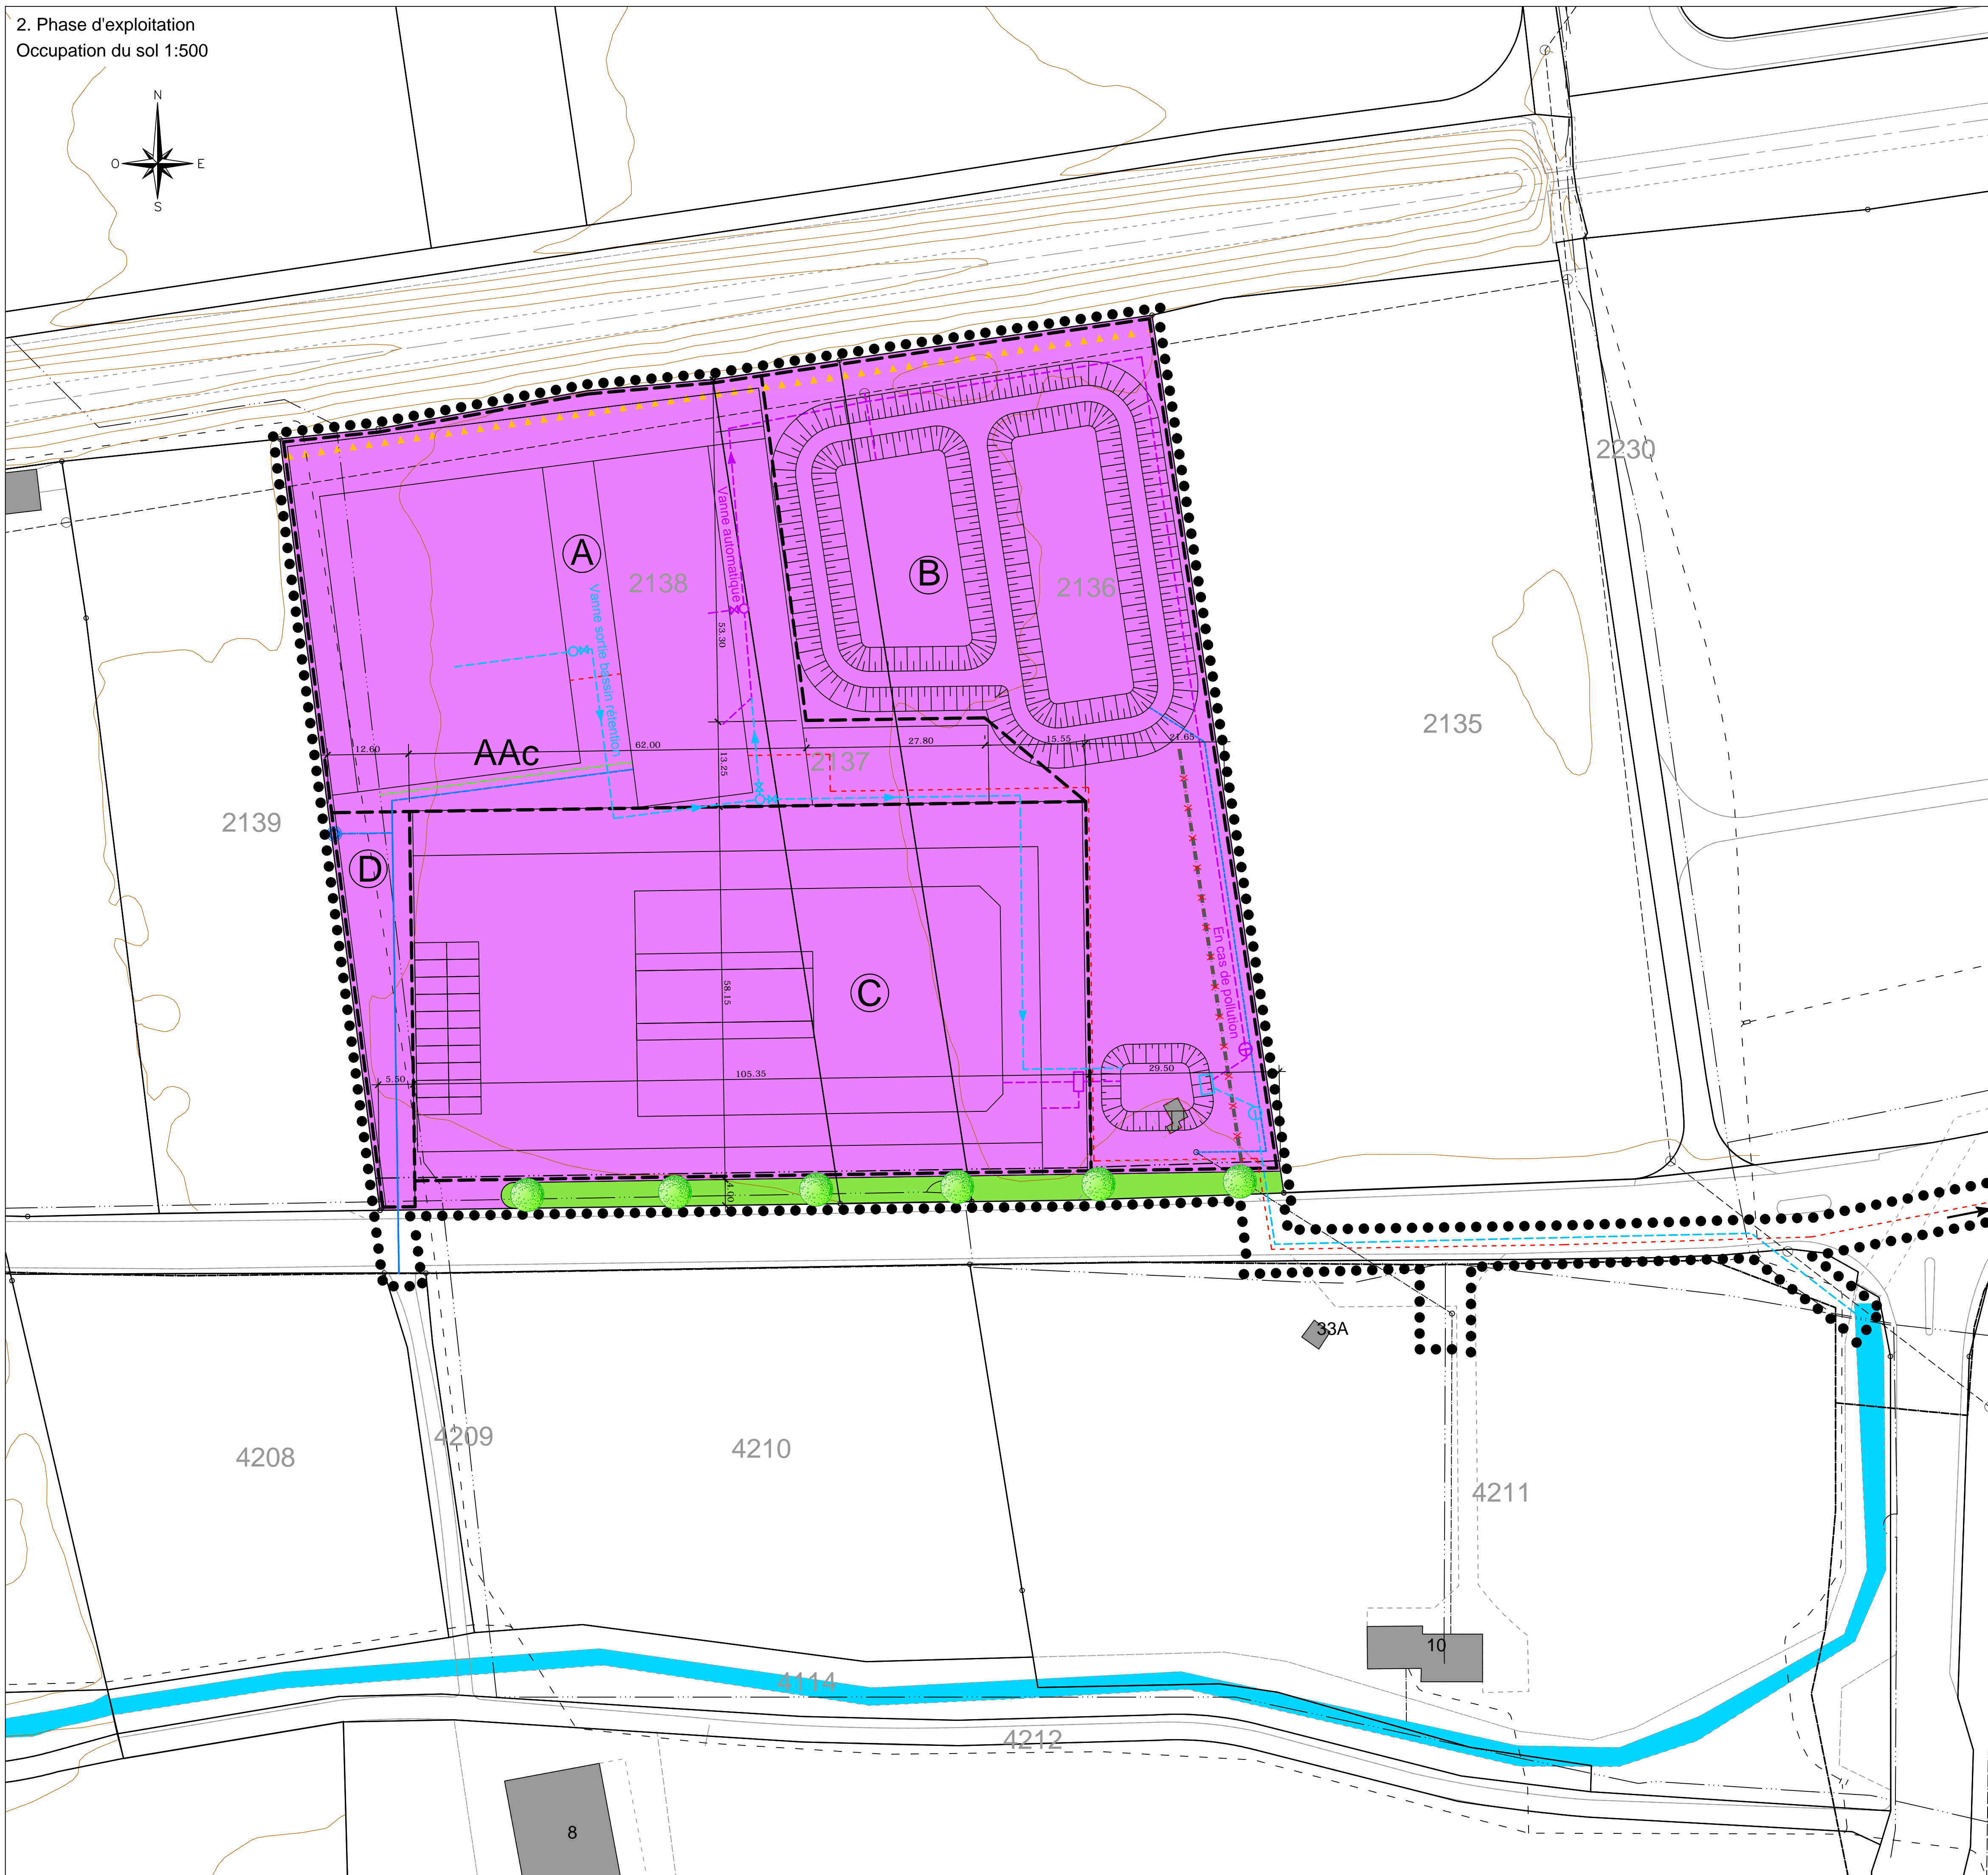 2. Phase d'exploitation
Occupation du sol 1:500
N
O
E
S
2230
A
2138
B
2136
Vanne automatique
Vanne sortie bassin rétention
53.30
2135
12.60
AAc
62.00
27.80
15.55
21.65
2137
13.25
2139
D
En cas de pollution
C
58.15
5.50
105.35
29.50
4.00
33A
4208
4209
4210
4211
10
4114
4212
8